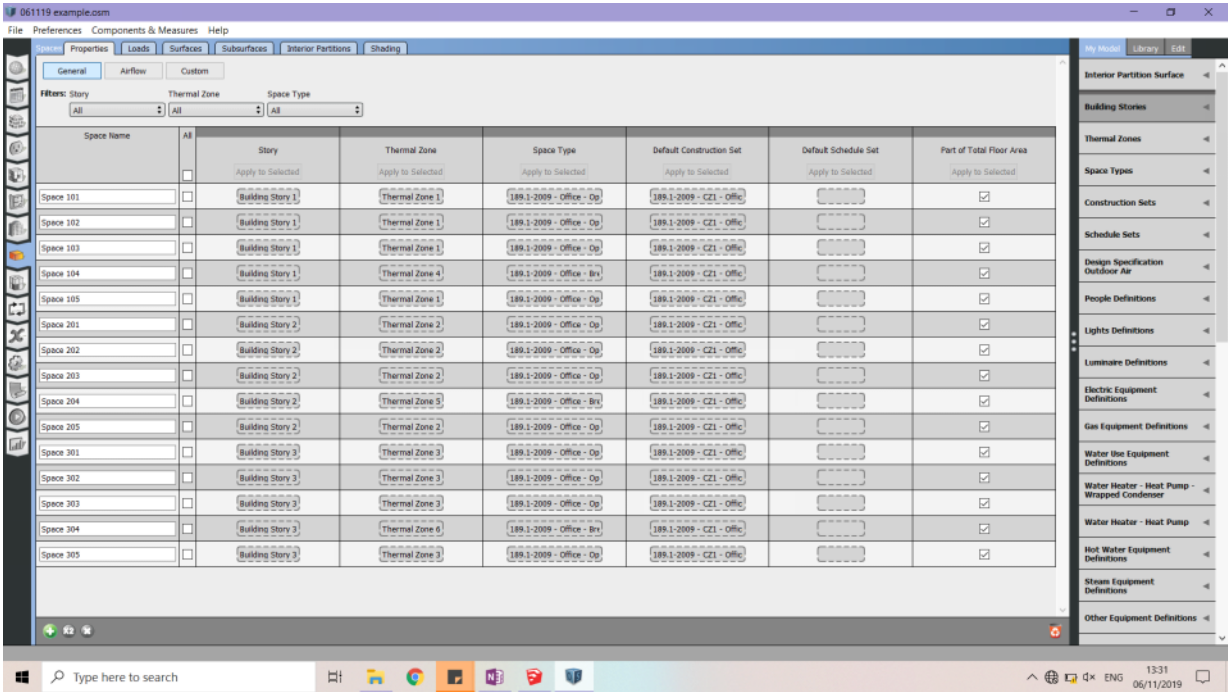 061119 example.osm
File Preferences Components & Measures Help
Spaces Properties Loads Surfaces Subsurfaces Interior Partitions Shading
My Model Library Edit
General Airflow Custom
Filters: Story Thermal Zone Space Type
All All All
Space Name All Story Thermal Zone Space Type Default Construction Set Default Schedule Set Part of Total Floor Area
Apply to Selected Apply to Selected Apply to Selected Apply to Selected Apply to Selected Apply to Selected
Space 101 Building Story 1 Thermal Zone 1 189.1-2009 - Office - Op 189.1-2009 - CZ1 - Offic
Space 102 Building Story 1 Thermal Zone 1 189.1-2009 - Office - Op 189.1-2009 - CZ1 - Offic
Space 103 Building Story 1 Thermal Zone 1 189.1-2009 - Office - Op 189.1-2009 - CZ1 - Offic
Space 104 Building Story 1 Thermal Zone 4 189.1-2009 - Office - Bre 189.1-2009 - CZ1 - Offic
Space 105 Building Story 1 Thermal Zone 1 189.1-2009 - Office - Op 189.1-2009 - CZ1 - Offic
Space 201 Building Story 2 Thermal Zone 2 189.1-2009 - Office - Op 189.1-2009 - CZ1 - Offic
Space 202 Building Story 2 Thermal Zone 2 189.1-2009 - Office - Op 189.1-2009 - CZ1 - Offic
Space 203 Building Story 2 Thermal Zone 2 189.1-2009 - Office - Op 189.1-2009 - CZ1 - Offic
Space 204 Building Story 2 Thermal Zone 5 189.1-2009 - Office - Bre 189.1-2009 - CZ1 - Offic
Space 205 Building Story 2 Thermal Zone 2 189.1-2009 - Office - Op 189.1-2009 - CZ1 - Offic
Space 301 Building Story 3 Thermal Zone 3 189.1-2009 - Office - Op 189.1-2009 - CZ1 - Offic
Space 302 Building Story 3 Thermal Zone 3 189.1-2009 - Office - Op 189.1-2009 - CZ1 - Offic
Space 303 Building Story 3 Thermal Zone 3 189.1-2009 - Office - Op 189.1-2009 - CZ1 - Offic
Space 304 Building Story 3 Thermal Zone 6 189.1-2009 - Office - Bre 189.1-2009 - CZ1 - Offic
Space 305 Building Story 3 Thermal Zone 3 189.1-2009 - Office - Op 189.1-2009 - CZ1 - Offic
x2
Interior Partition Surface
Building Stories
Thermal Zones
Space Types
Construction Sets
Schedule Sets
Design Specification
Outdoor Air
People Definitions
Lights Definitions
Luminaire Definitions
Electric Equipment
Definitions
Gas Equipment Definitions
Water Use Equipment
Definitions
Water Heater - Heat Pump -
Wrapped Condenser
Water Heater - Heat Pump
Hot Water Equipment
Definitions
Steam Equipment
Definitions
Other Equipment Definitions
Type here to search
ENG
13:31
06/11/2019